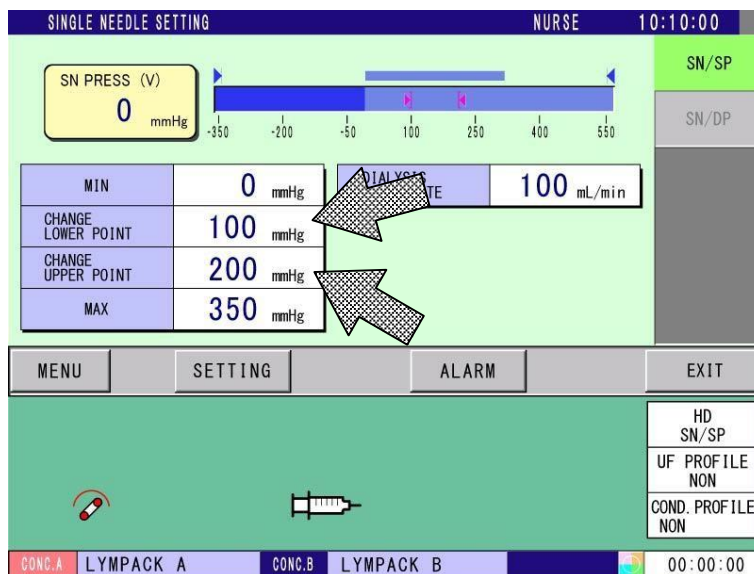 SINGLE NEEDLE SETTING NURSE 10:10:00
SN PRESS (V)
0 mmHg
-350 -200 -50 100 250 400 550
SN/SP
SN/DP
MIN 0 mmHg
CHANGE
LOWER POINT 100 mmHg
CHANGE
UPPER POINT 200 mmHg
MAX 350 mmHg
DIALYSIS
100 mL/min
MENU SETTING ALARM EXIT
HD
SN/SP
UF PROFILE
NON
COND.PROFILE
NON
CONC.A LYMPACK A CONC.B LYMPACK B 00:00:00